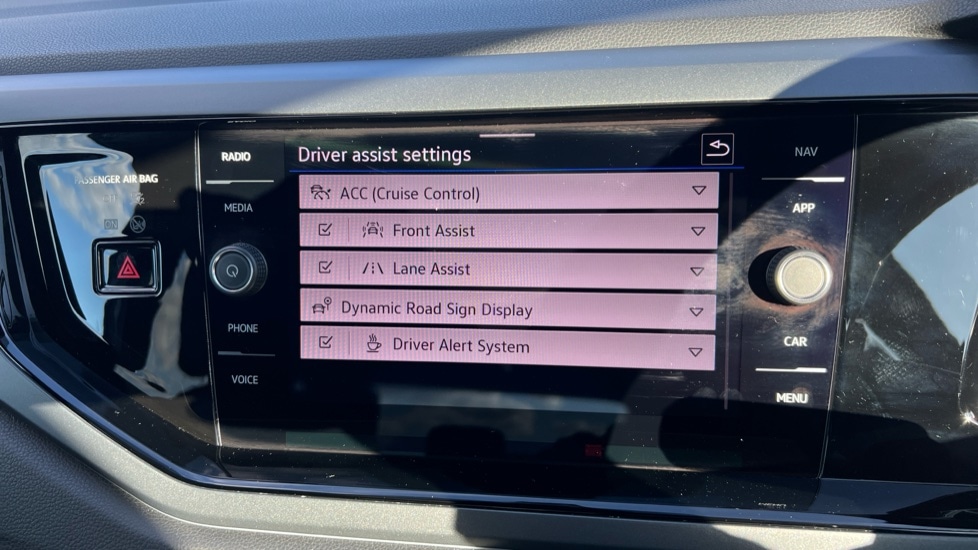 PASSENGER AIR BAG
RADIO
MEDIA
PHONE
VOICE
Driver assist settings
ACC (Cruise Control)
Front Assist
Lane Assist
Dynamic Road Sign Display
Driver Alert System
NAV
APP
CAR
MENU